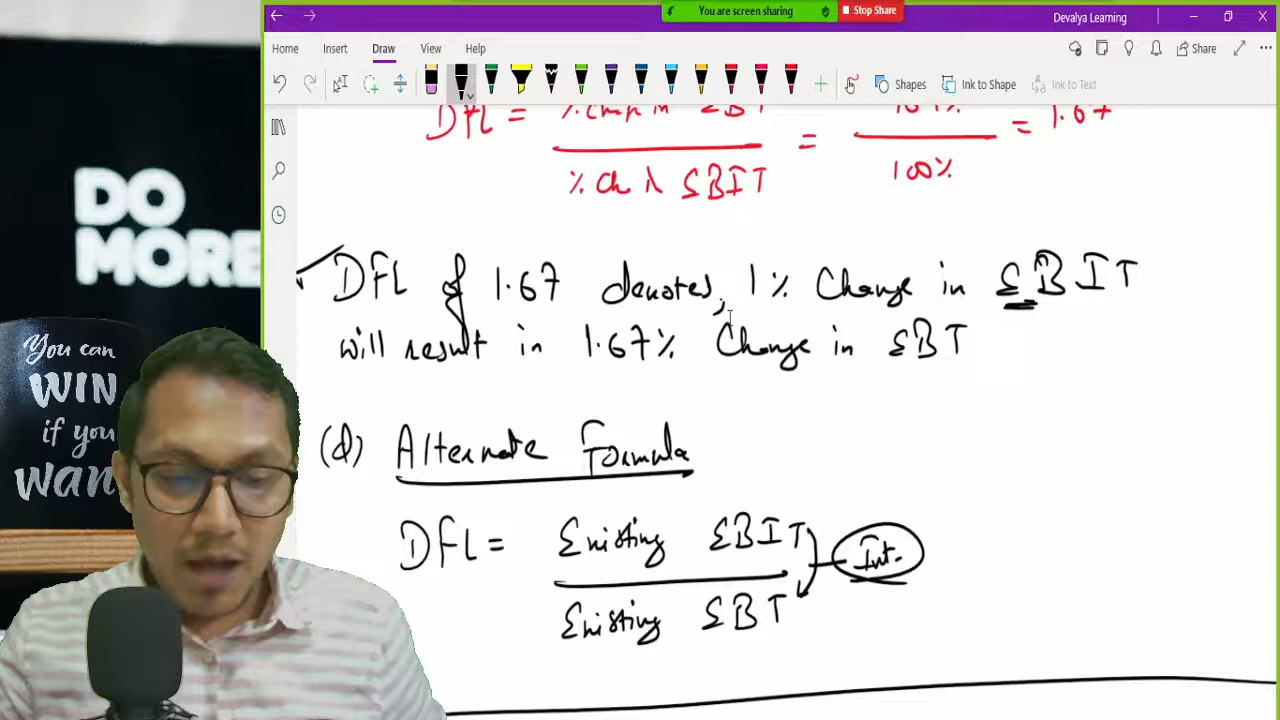 You are screen sharing
Stop Share
Devalya Learning
Home Insert Draw View Help
Share
Shapes
Ink to Shape
Ink to Text
DFL = = = 1.67
% Ch EBIT 100%
DFL of 1.67 denotes, 1% Change in EBIT
will result in 1.67% Change in EBT
(d) Alternate Formula
DFL = Existing EBIT Int.
Existing EBT
DO
MORE
You can
WIN
if you
Want